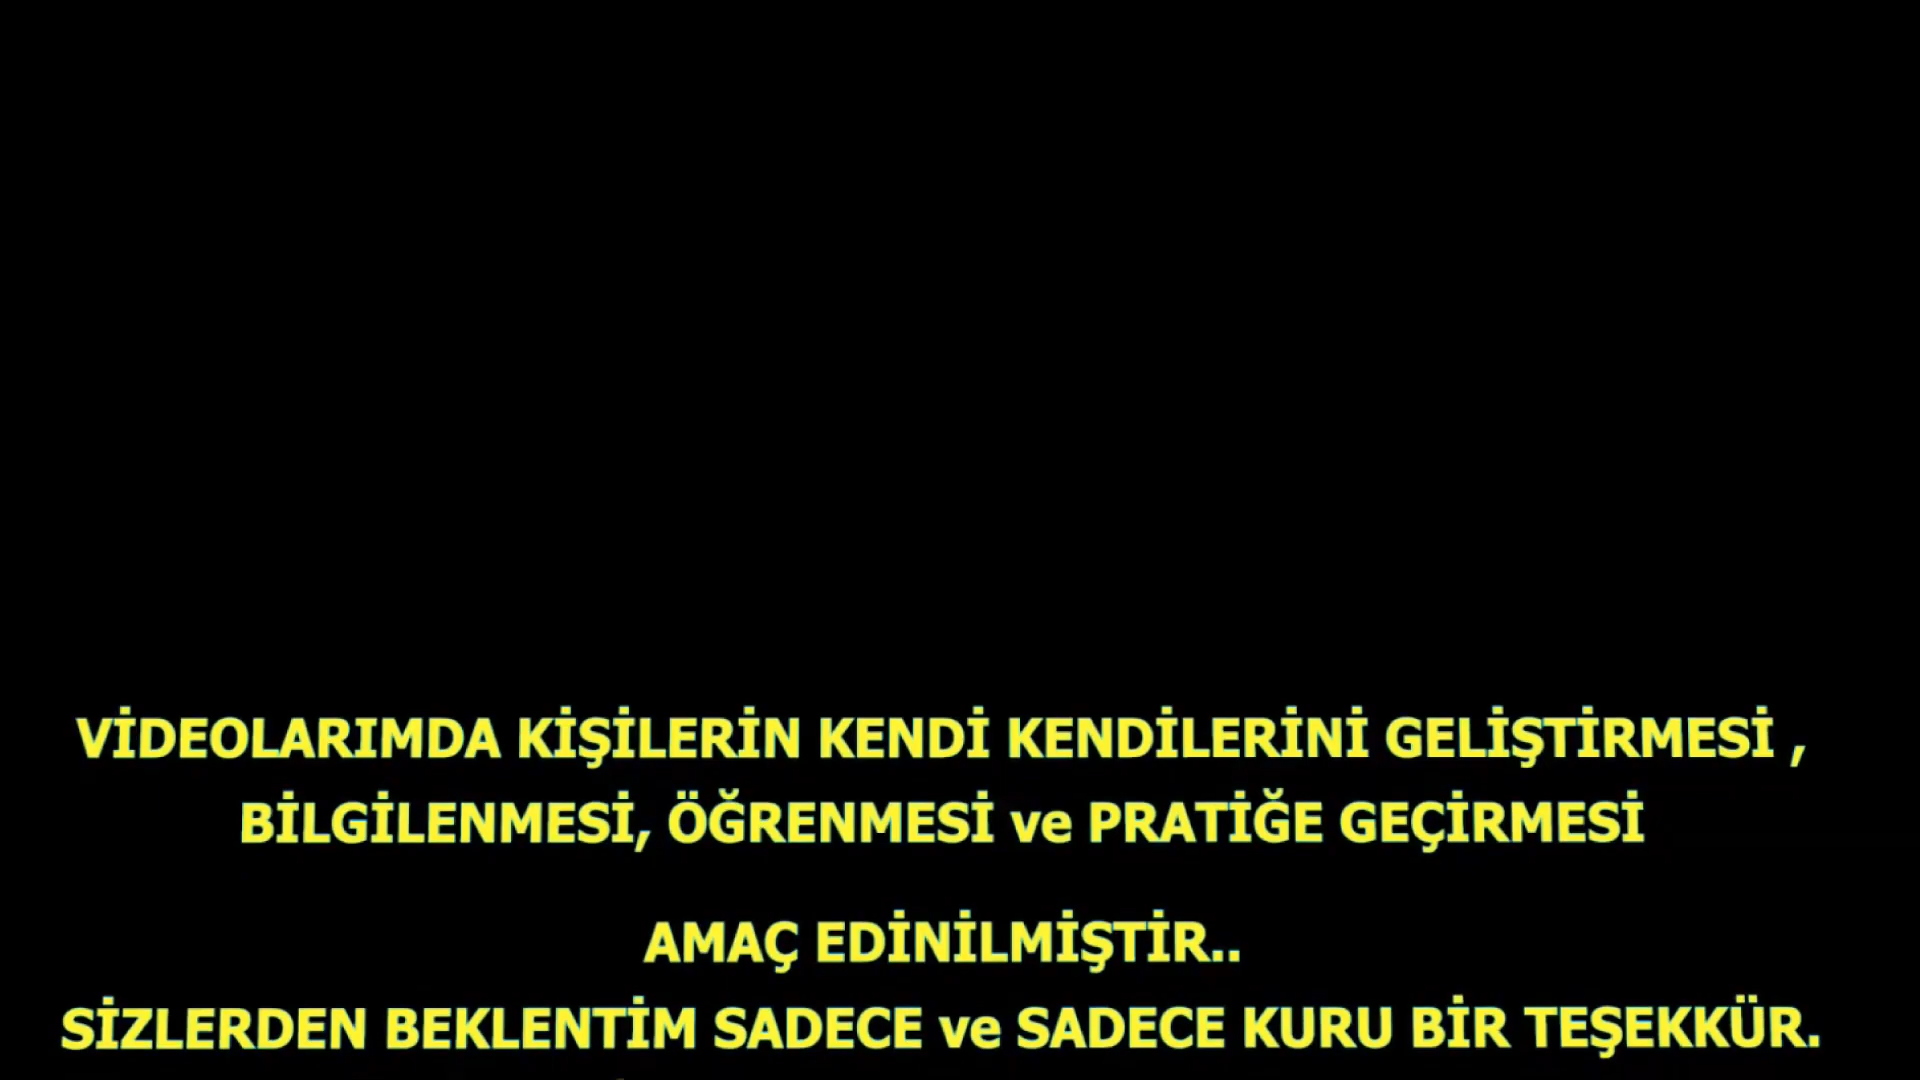 VİDEOLARIMDA KİŞİLERİN KENDİ KENDİLERİNİ GELİŞTİRMESİ ,
BİLGİLENMESİ, ÖĞRENMESİ ve PRATİĞE GEÇİRMESİ
AMAÇ EDİNİLMİŞTİR..
SİZLERDEN BEKLENTİM SADECE ve SADECE KURU BİR TEŞEKKÜR.